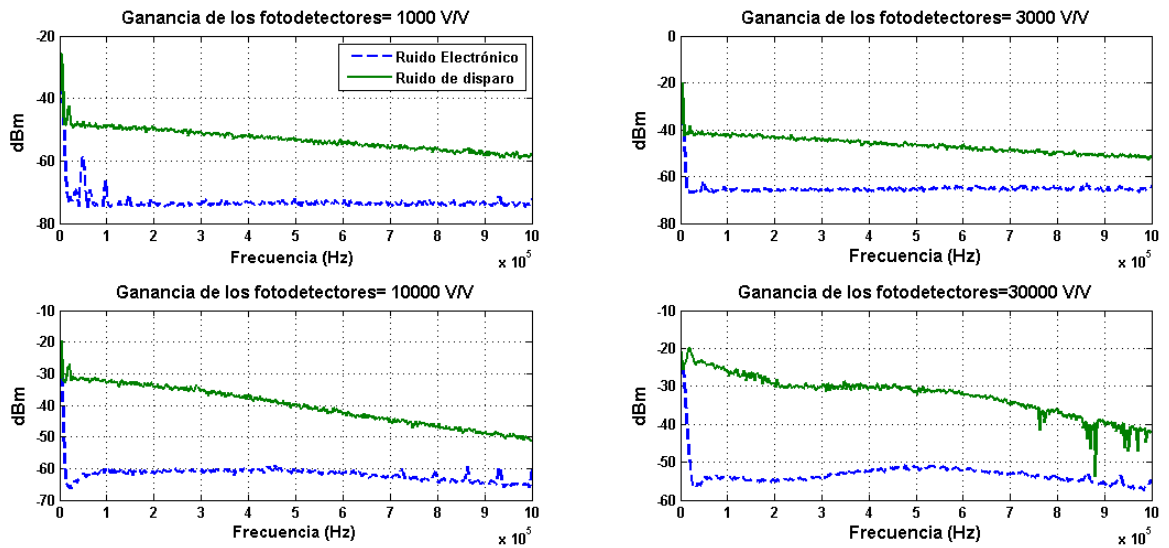 Ganancia de los fotodetectores= 1000 V/V
-20
-40
-60
-80
dBm
Ruido Electrónico
Ruido de disparo
0 1 2 3 4 5 6 7 8 9 10
Frecuencia (Hz)
x 10^5
Ganancia de los fotodetectores= 3000 V/V
0
-20
-40
-60
-80
dBm
0 1 2 3 4 5 6 7 8 9 10
Frecuencia (Hz)
x 10^5
Ganancia de los fotodetectores= 10000 V/V
-10
-20
-30
-40
-50
-60
-70
dBm
0 1 2 3 4 5 6 7 8 9 10
Frecuencia (Hz)
x 10^5
Ganancia de los fotodetectores=30000 V/V
-10
-20
-30
-40
-50
-60
dBm
0 1 2 3 4 5 6 7 8 9 10
Frecuencia (Hz)
x 10^5